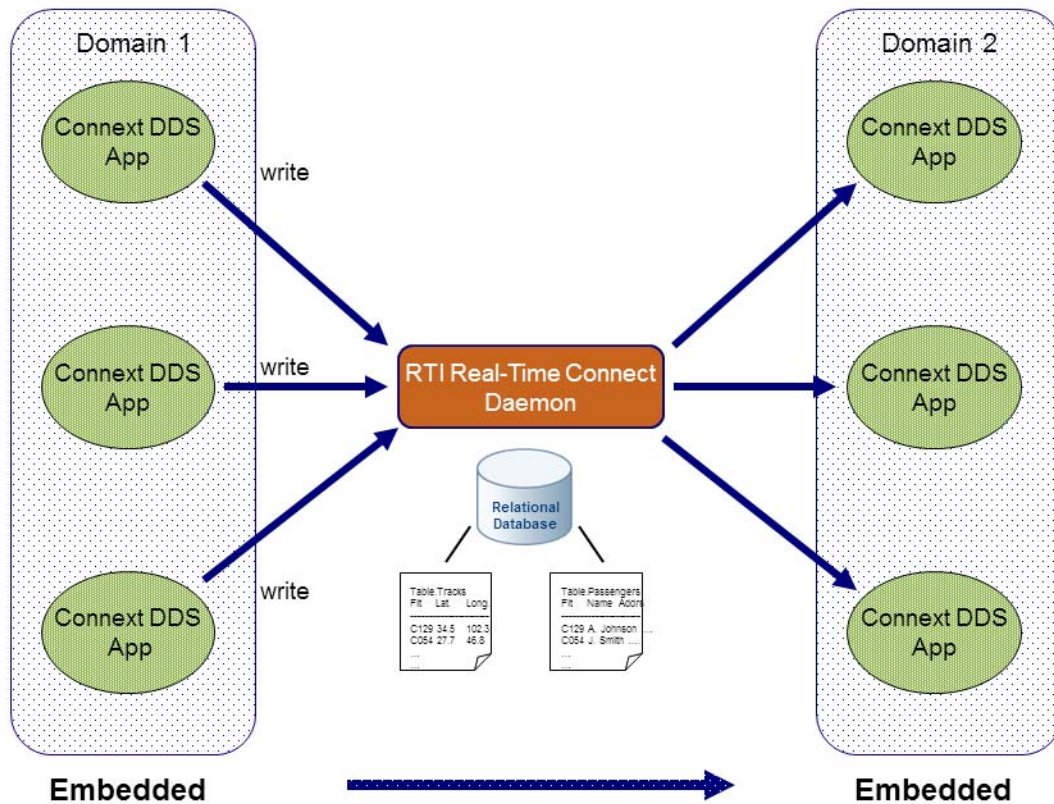 Domain 1
Domain 2
Connext DDS
App
Connext DDS
App
write
Connext DDS
App
write
RTI Real-Time Connect
Daemon
Connext DDS
App
Relational
Database
Connext DDS
App
write
Table.Tracks
Flt Lat. Long.
C129 34.5 102.3
C054 27.7 46.8
...
...
Table.Passengers
Flt Name Addrs
C129 A. Johnson ...
C054 J. Smith ....
...
...
Connext DDS
App
Embedded
Embedded